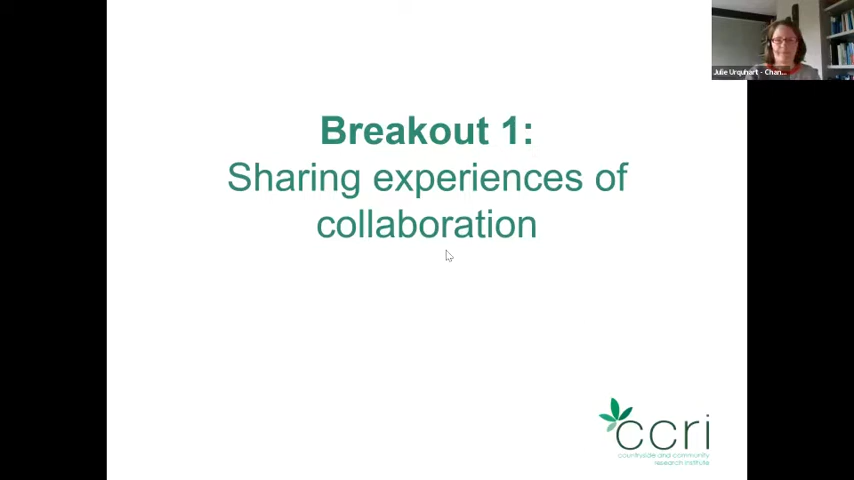 Julie Urquhart - Chan...
Breakout 1:
Sharing experiences of
collaboration
ccri
countryside and community
research institute